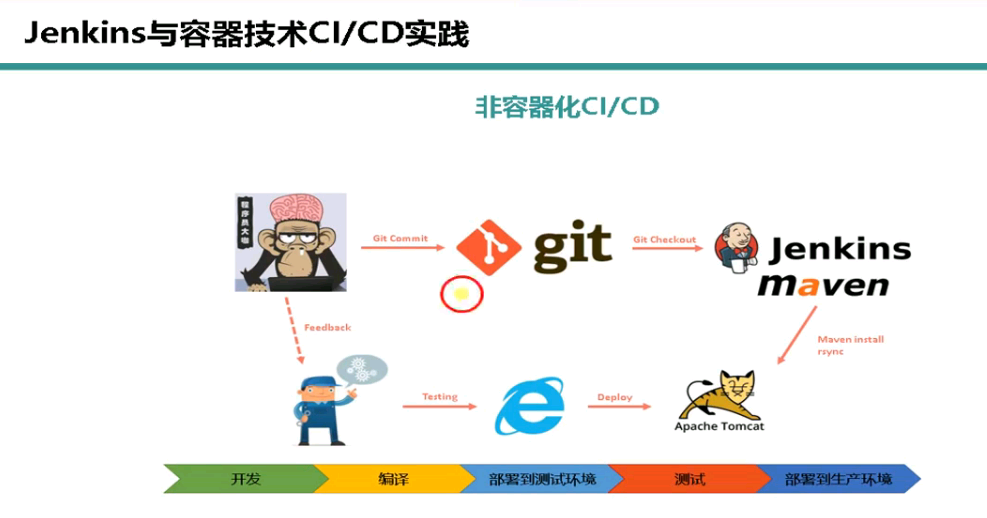 Jenkins与容器技术CI/CD实践
非容器化CI/CD
程序员大咖
Git Commit
git
Git Checkout
Jenkins
maven
Feedback
Maven install
rsync
Testing
Deploy
Apache Tomcat
开发
编译
部署到测试环境
测试
部署到生产环境